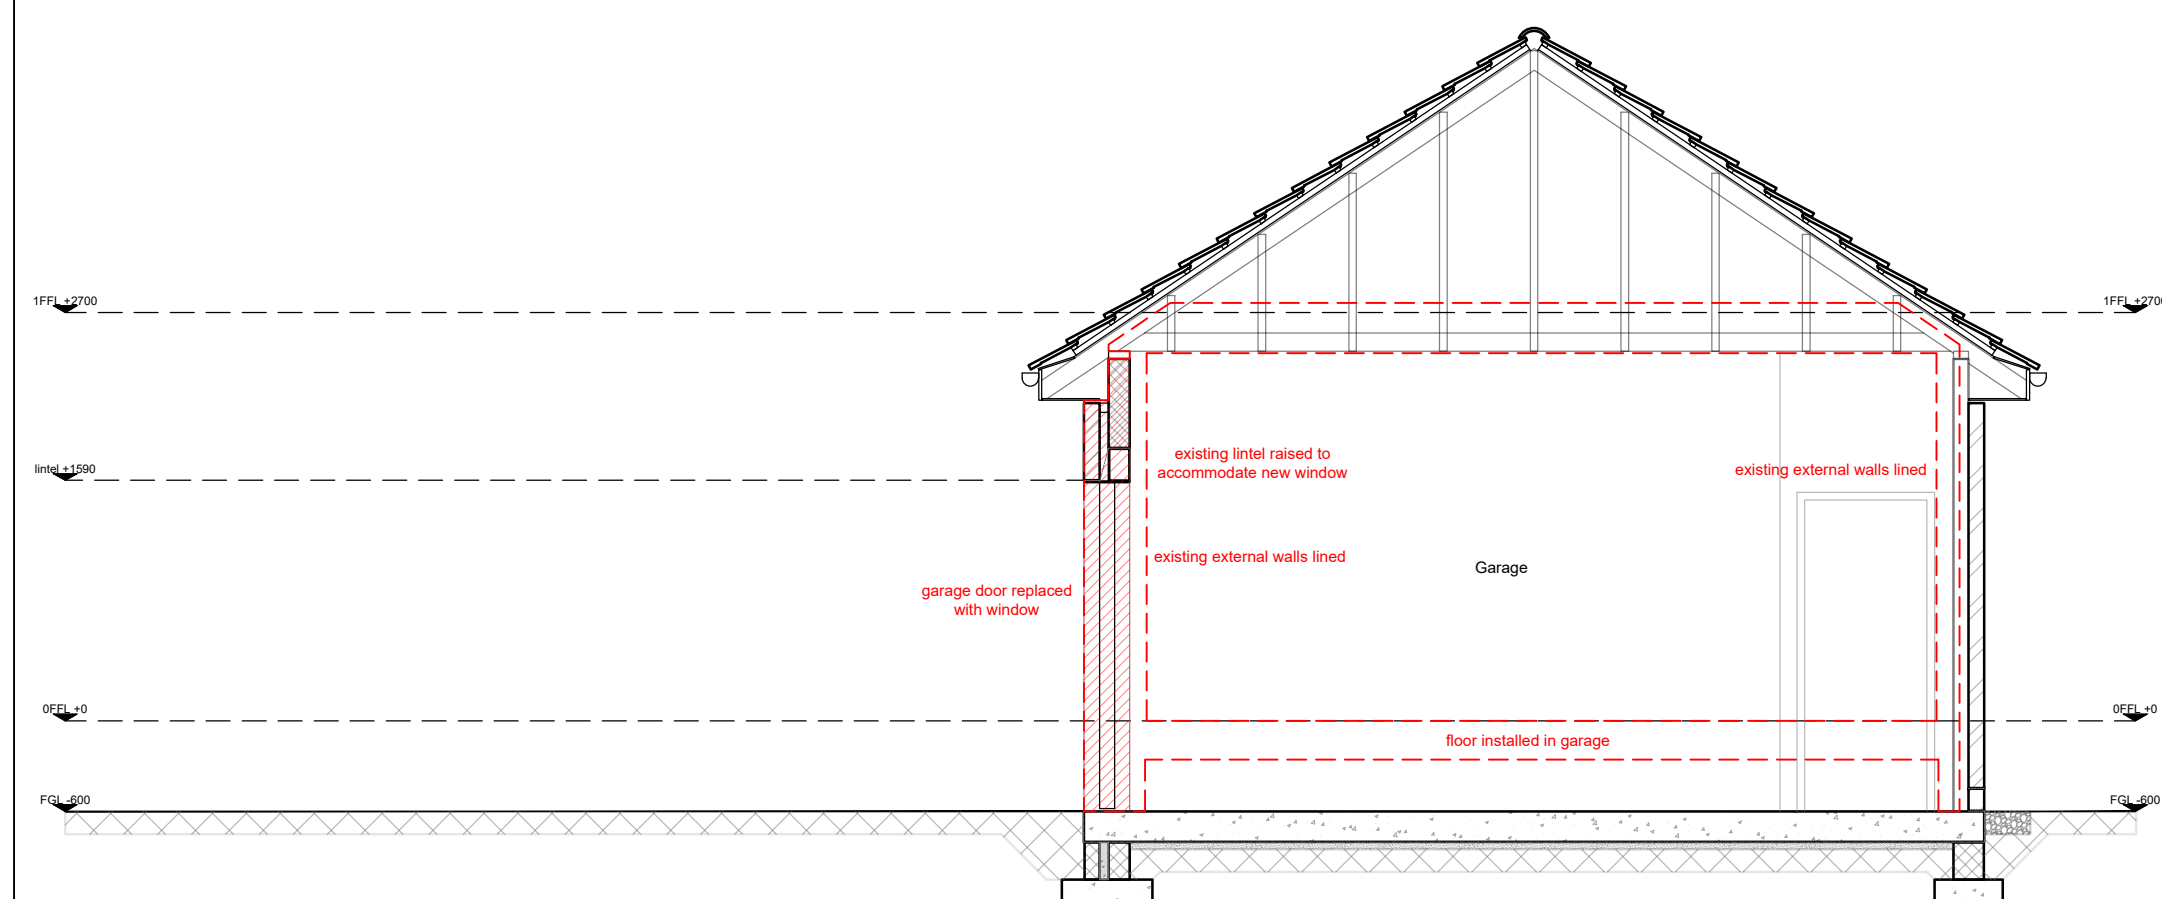 1FFL +2700
1FFL +2700
existing lintel raised to
accommodate new window
existing external walls lined
lintel +1590
existing external walls lined
Garage
garage door replaced
with window
0FFL +0
0FFL +0
floor installed in garage
FGL -600
FGL -600